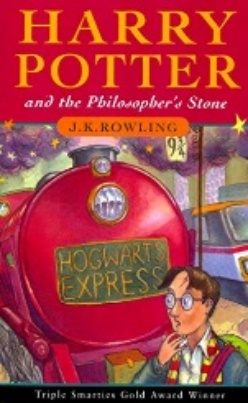 HARRY
POTTER
and the Philosopher's Stone
J.K.ROWLING
9¾
HOGWARTS
EXPRESS
Triple Smarties Gold Award Winner